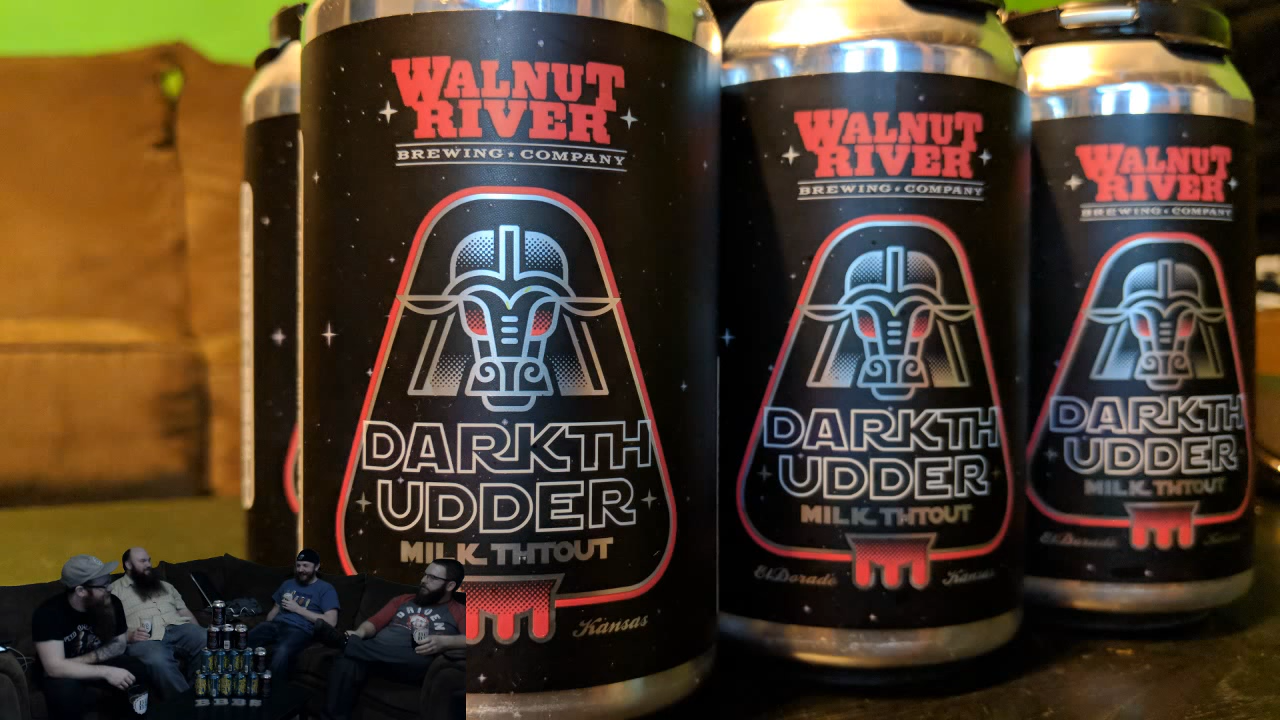 WALNUT
RIVER
BREWING ★ COMPANY
DARKTH
UDDER
MILK THTOUT
Kansas
WALNUT
RIVER
BREWING ★ COMPANY
DARKTH
UDDER
MILK THTOUT
El Dorado Kansas
WALNUT
RIVER
BREWING ★ COMPANY
DARKTH
UDDER
MILK THTOUT
El Dorado Kansas
DRIVEN